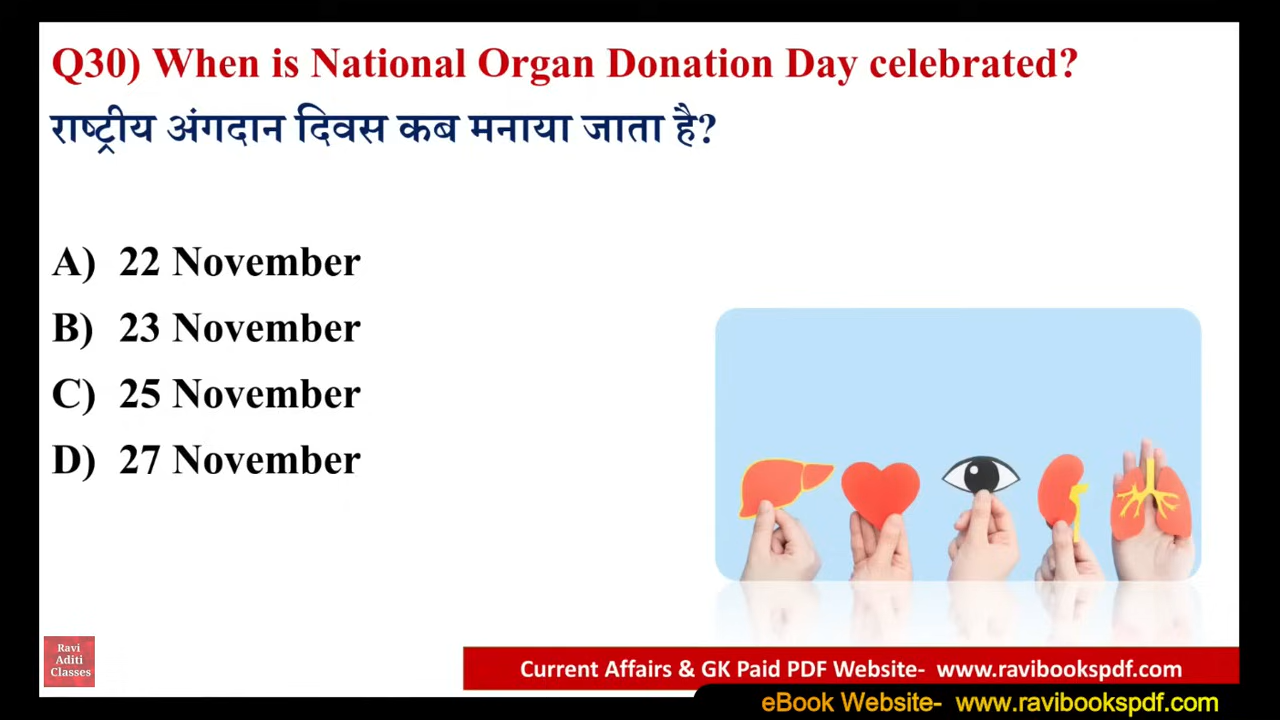 Q30) When is National Organ Donation Day celebrated?
राष्ट्रीय अंगदान दिवस कब मनाया जाता है?
A) 22 November
B) 23 November
C) 25 November
D) 27 November
Ravi
Aditi
Classes
Current Affairs & GK Paid PDF Website- www.ravibookspdf.com
eBook Website- www.ravibookspdf.com